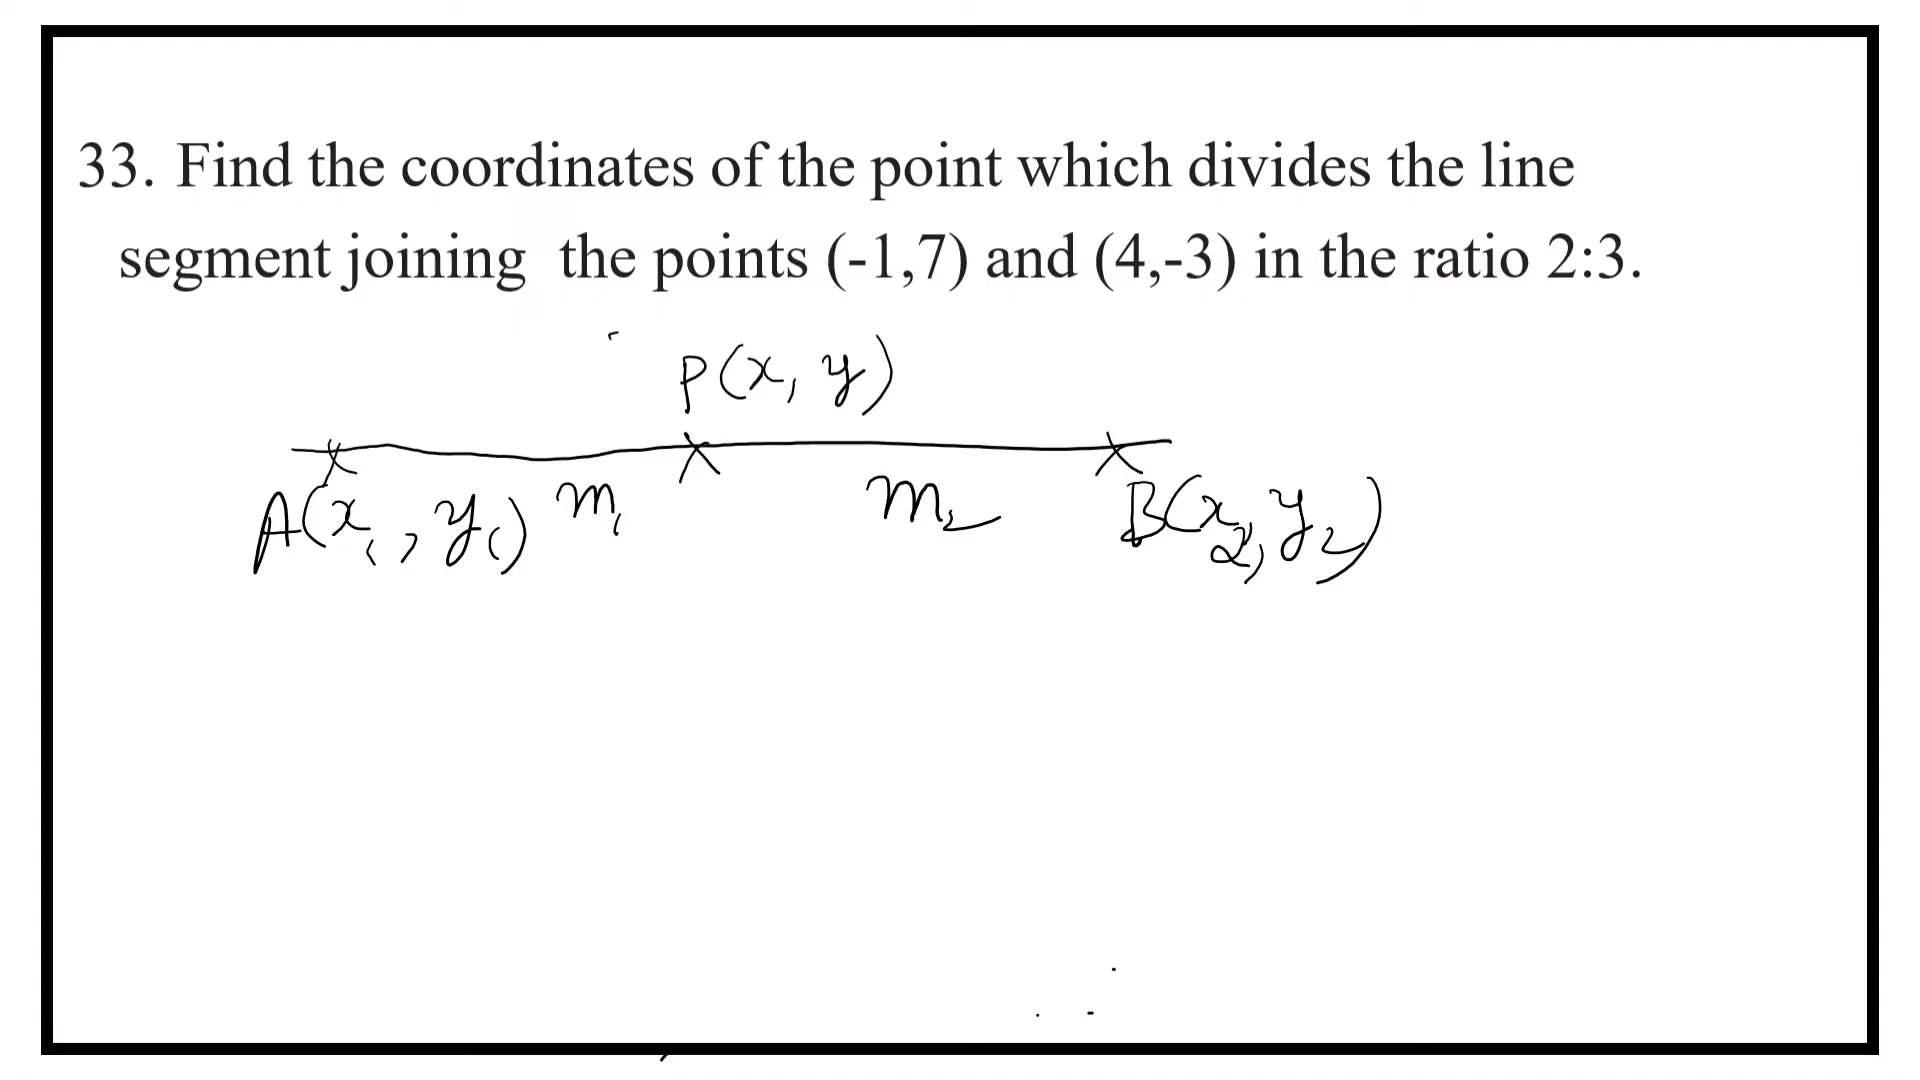 33. Find the coordinates of the point which divides the line
segment joining the points (-1,7) and (4,-3) in the ratio 2:3.
P(x, y)
A(x₁, y₁) m₁ m₂ B(x₂, y₂)